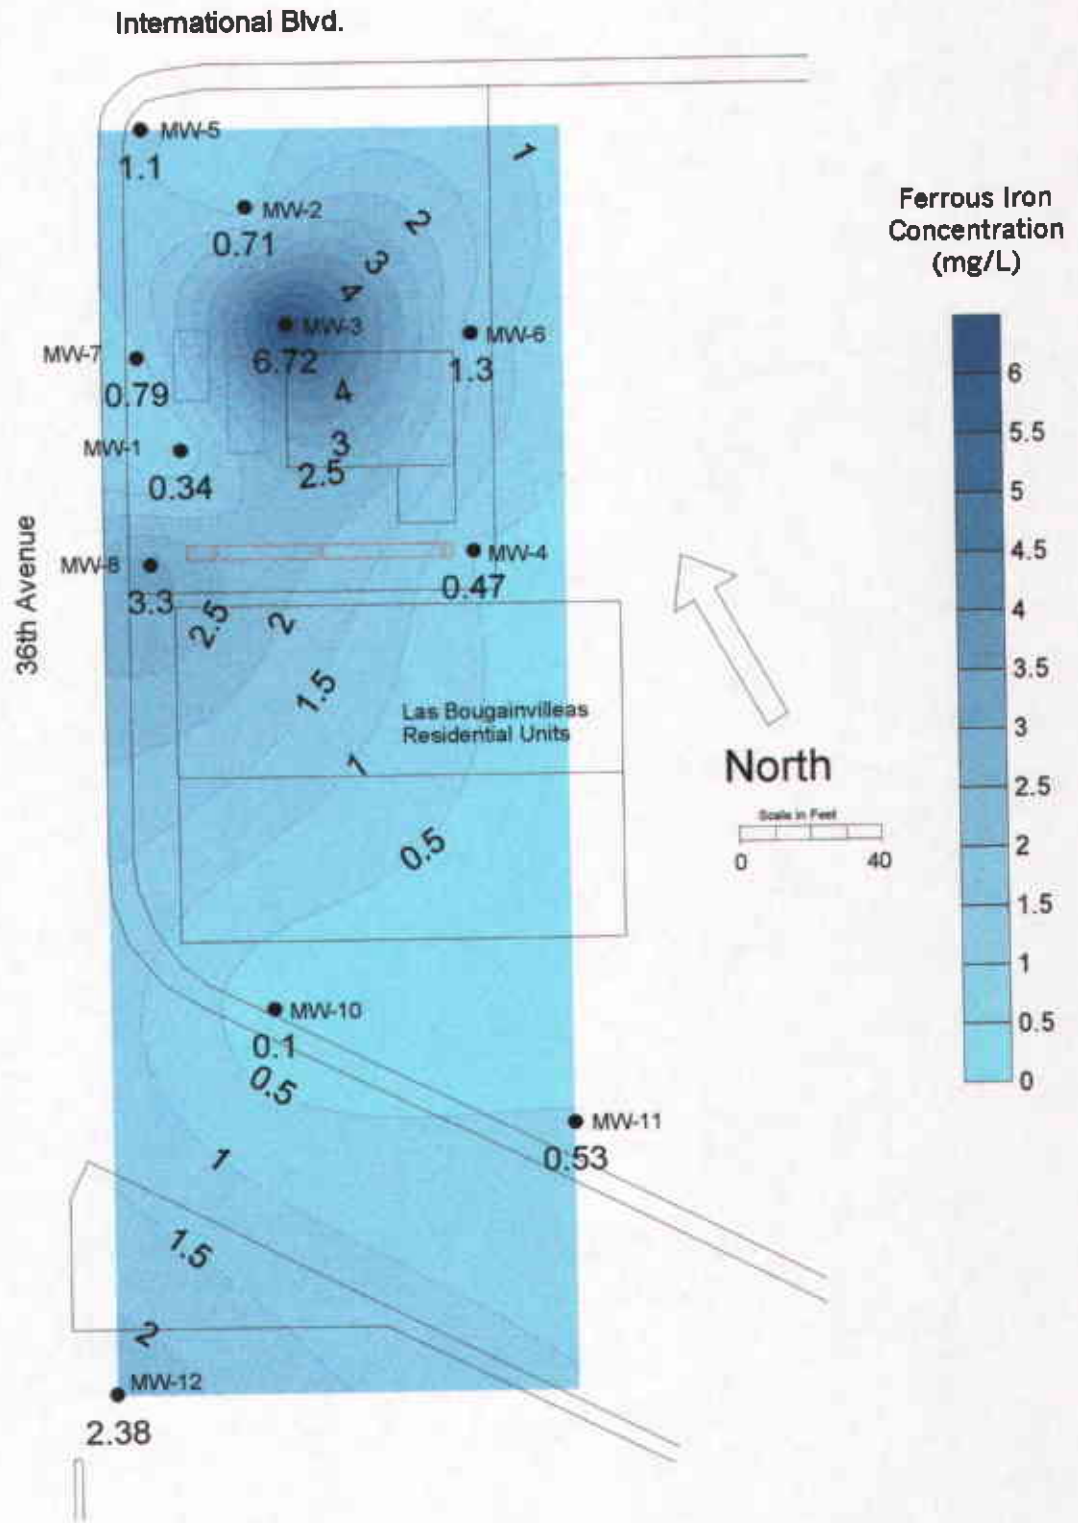 International Blvd.
MW-5
1.1
1
MW-2
0.71
2
3
4
MW-3
6.72
MW-6
1.3
MW-7
0.79
4
MW-1
0.34
3
2.5
36th Avenue
MW-8
3.3
MW-4
0.47
2.5
2
1.5
Las Bougainvilleas
Residential Units
1
0.5
MW-10
0.1
0.5
MW-11
0.53
1
1.5
2
MW-12
2.38
North
Scale in Feet
0
40
Ferrous Iron
Concentration
(mg/L)
6
5.5
5
4.5
4
3.5
3
2.5
2
1.5
1
0.5
0